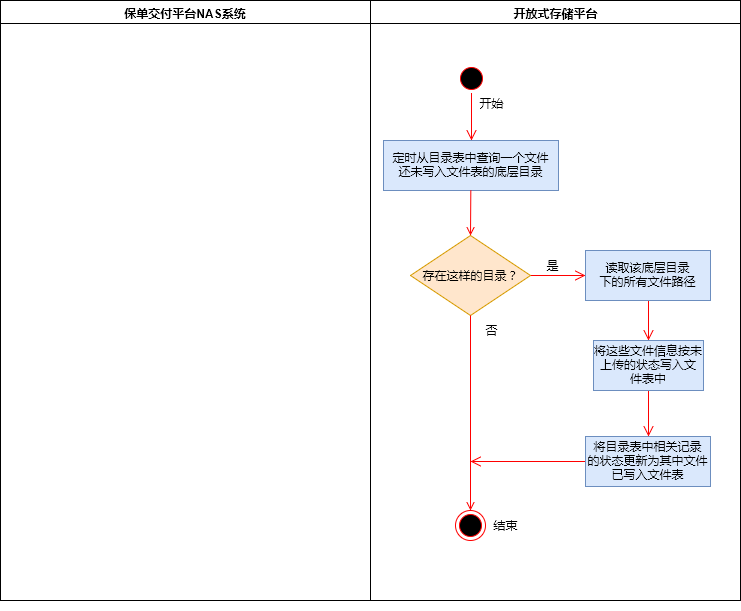 保单交付平台NAS系统
开放式存储平台
开始
定时从目录表中查询一个文件
还未写入文件表的底层目录
存在这样的目录？
是
读取该底层目录
下的所有文件路径
否
将这些文件信息按未
上传的状态写入文
件表中
将目录表中相关记录
的状态更新为其中文件
已写入文件表
结束